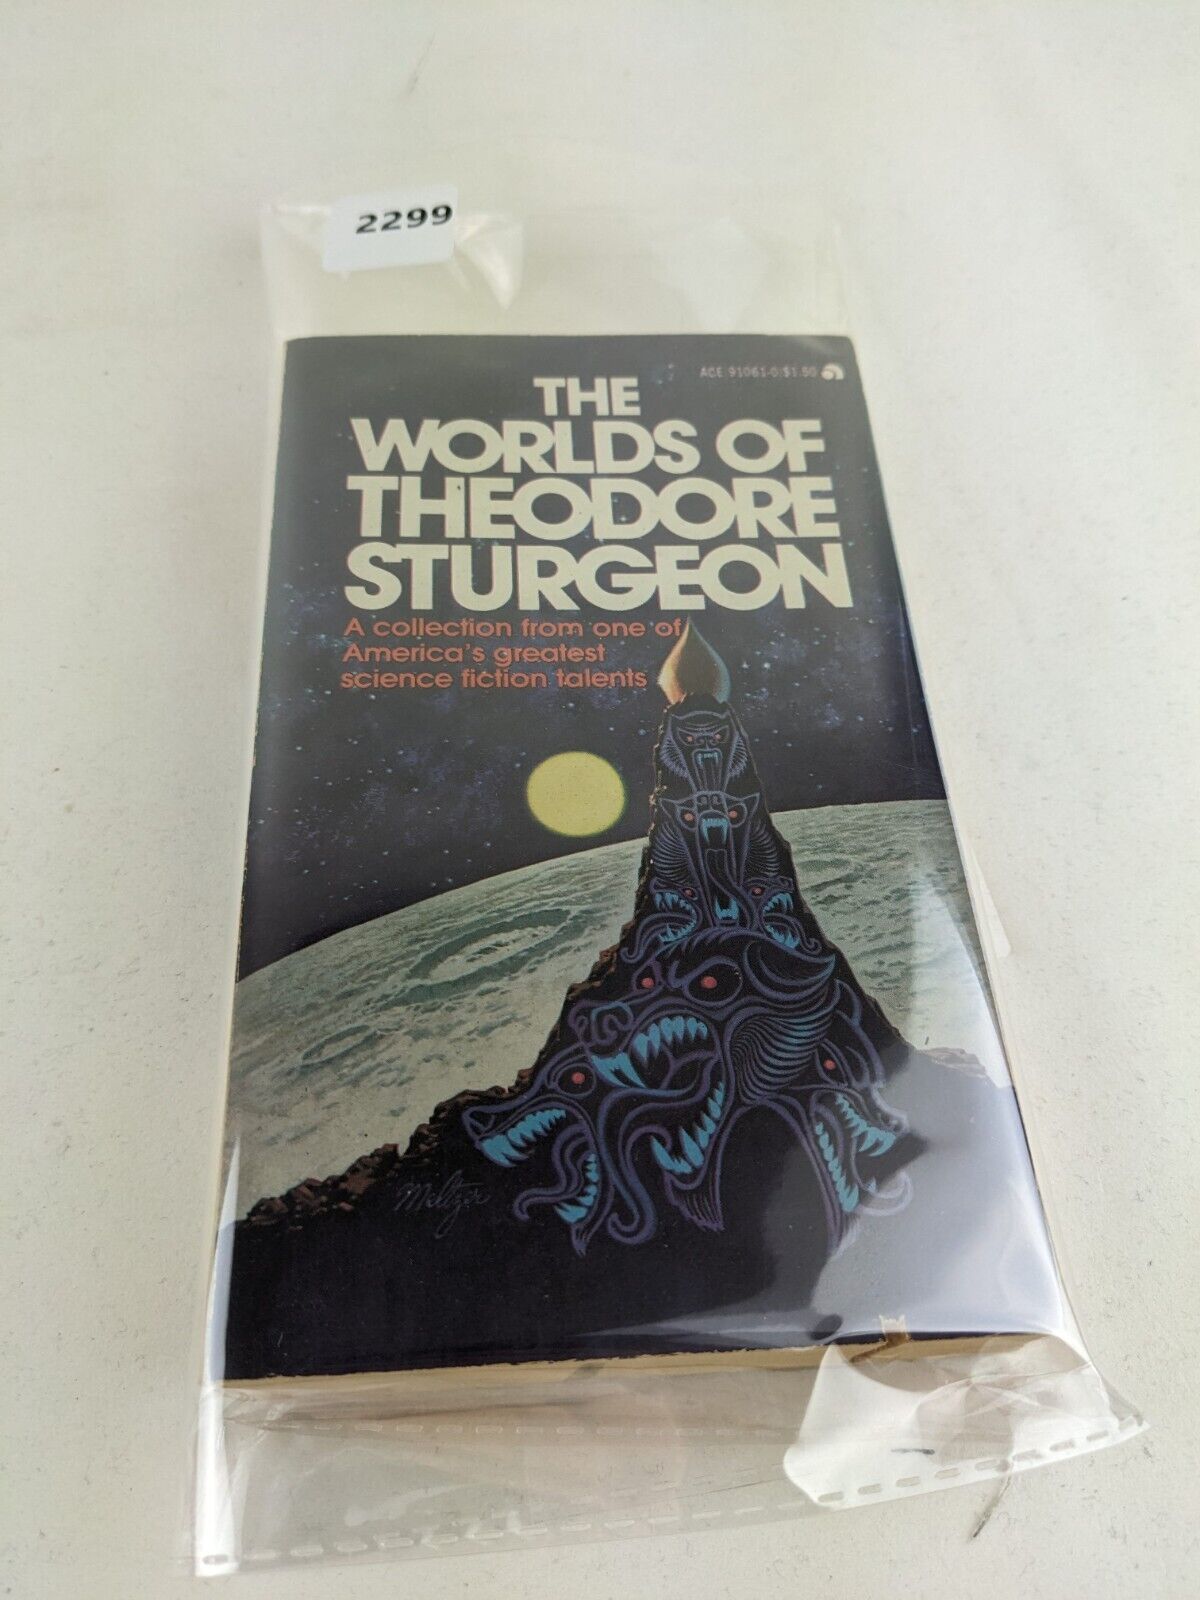 2299
ACE 91061-0 $1.50
THE
WORLDS OF
THEODORE
STURGEON
A collection from one of
America's greatest
science fiction talents
Meltzer